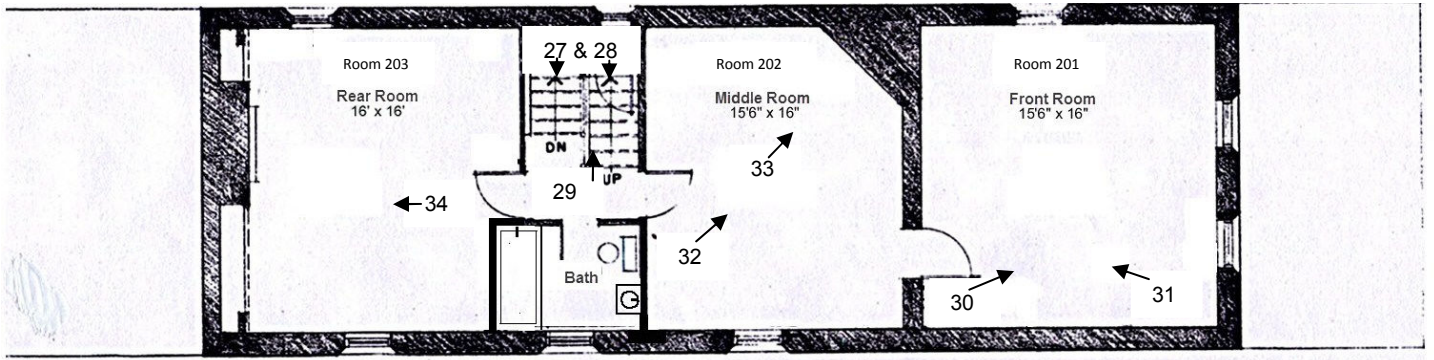 27 & 28
Room 203
Rear Room
16' x 16'
Room 202
Middle Room
15'6" x 16"
Room 201
Front Room
15'6" x 16"
DN
UP
33
29
34
32
Bath
30
31